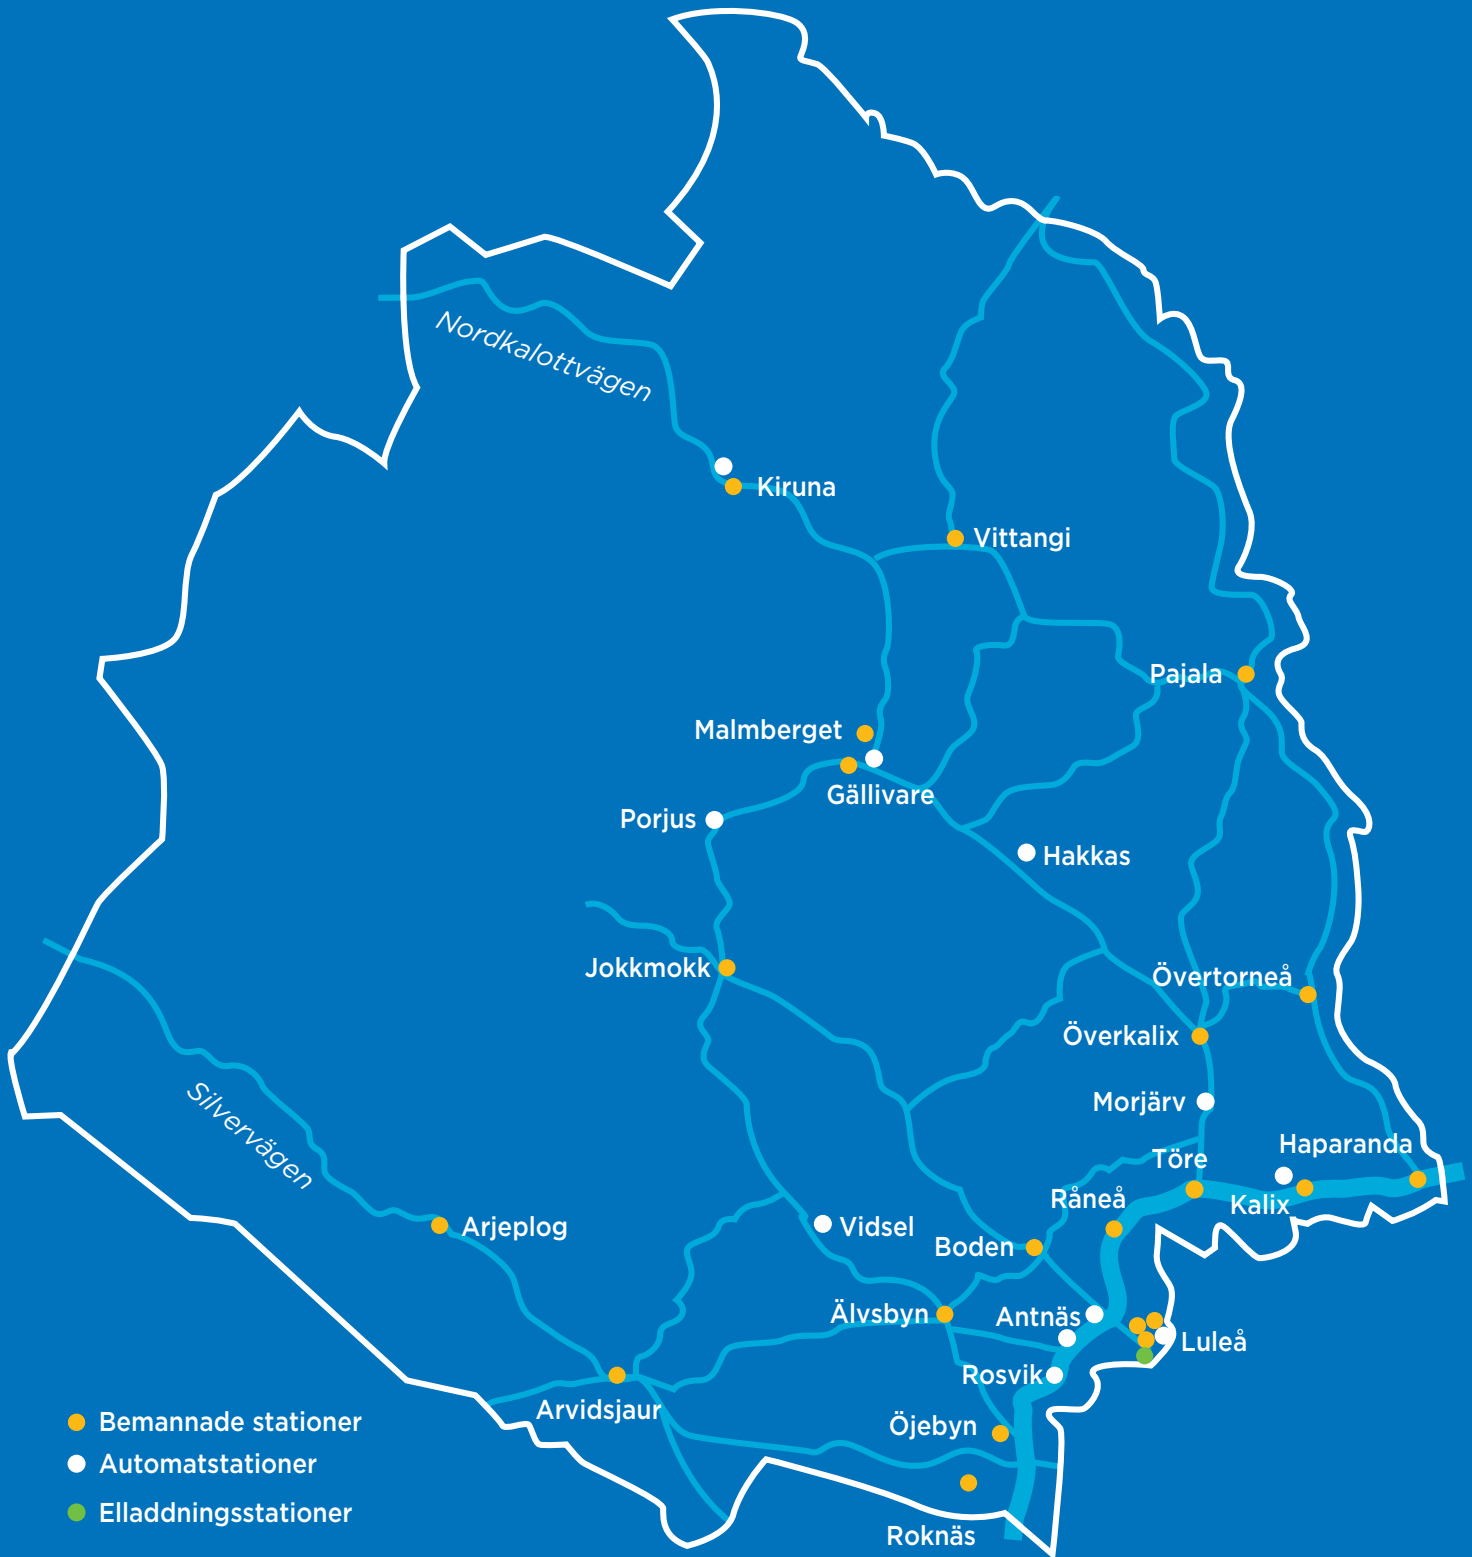 Nordkalottvägen
Kiruna
Vittangi
Pajala
Malmberget
Gällivare
Porjus
Hakkas
Jokkmokk
Övertorneå
Överkalix
Silvervägen
Morjärv
Haparanda
Töre
Råneå
Kalix
Arjeplog
Vidsel
Boden
Älvsbyn
Antnäs
Luleå
Rosvik
Arvidsjaur
Öjebyn
Bemannade stationer
Automatstationer
Elladdningsstationer
Roknäs